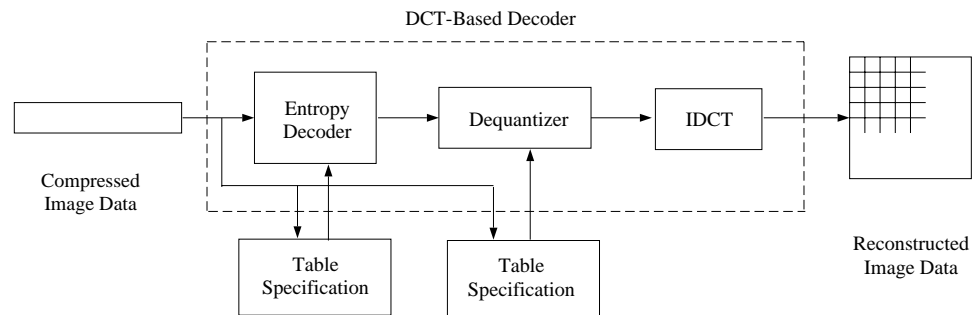 DCT-Based Decoder
Entropy
Decoder
Dequantizer
IDCT
Compressed
Image Data
Table
Specification
Table
Specification
Reconstructed
Image Data